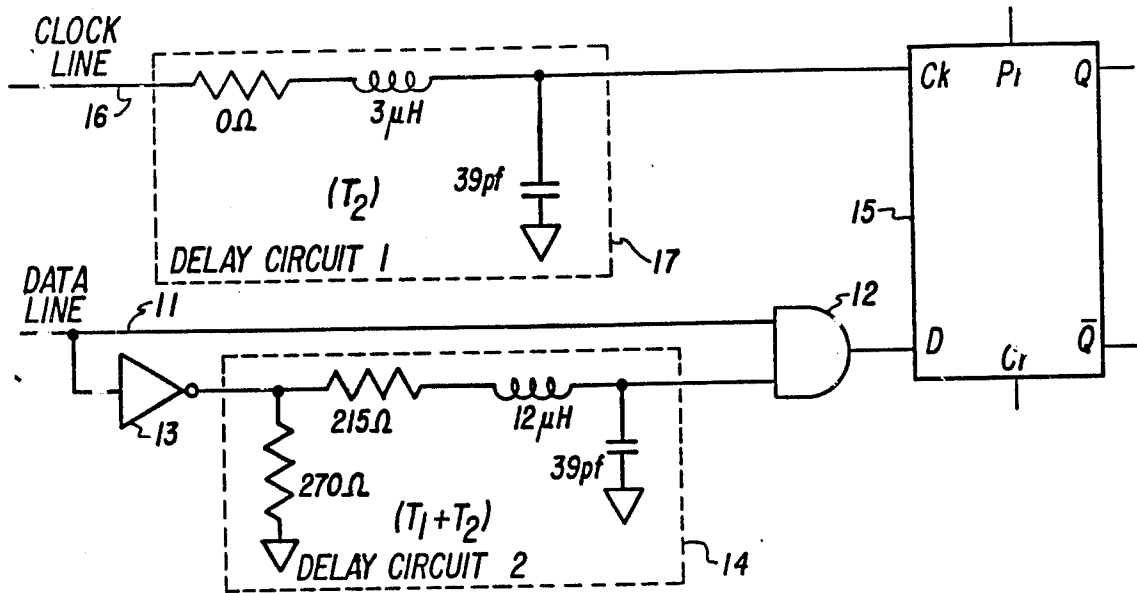 CLOCK
LINE
16
0Ω
3μH
39pf
(T2)
DELAY CIRCUIT 1
17
Ck
Pr
Q
15
D
Cr
Q̅
DATA
LINE
11
12
13
215Ω
12μH
270Ω
39pf
(T1+T2)
DELAY CIRCUIT 2
14